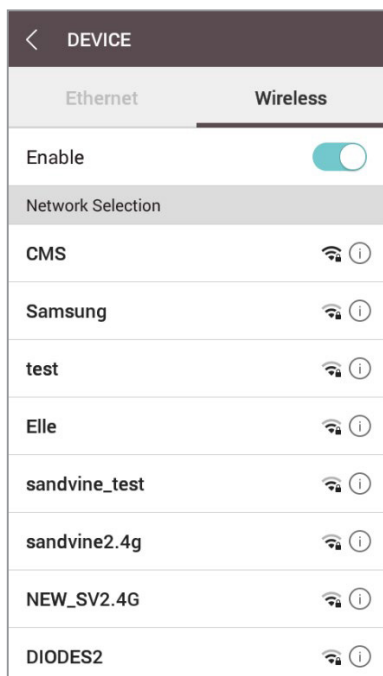 DEVICE
Ethernet Wireless
Enable
Network Selection
CMS
Samsung
test
Elle
sandvine_test
sandvine2.4g
NEW_SV2.4G
DIODES2